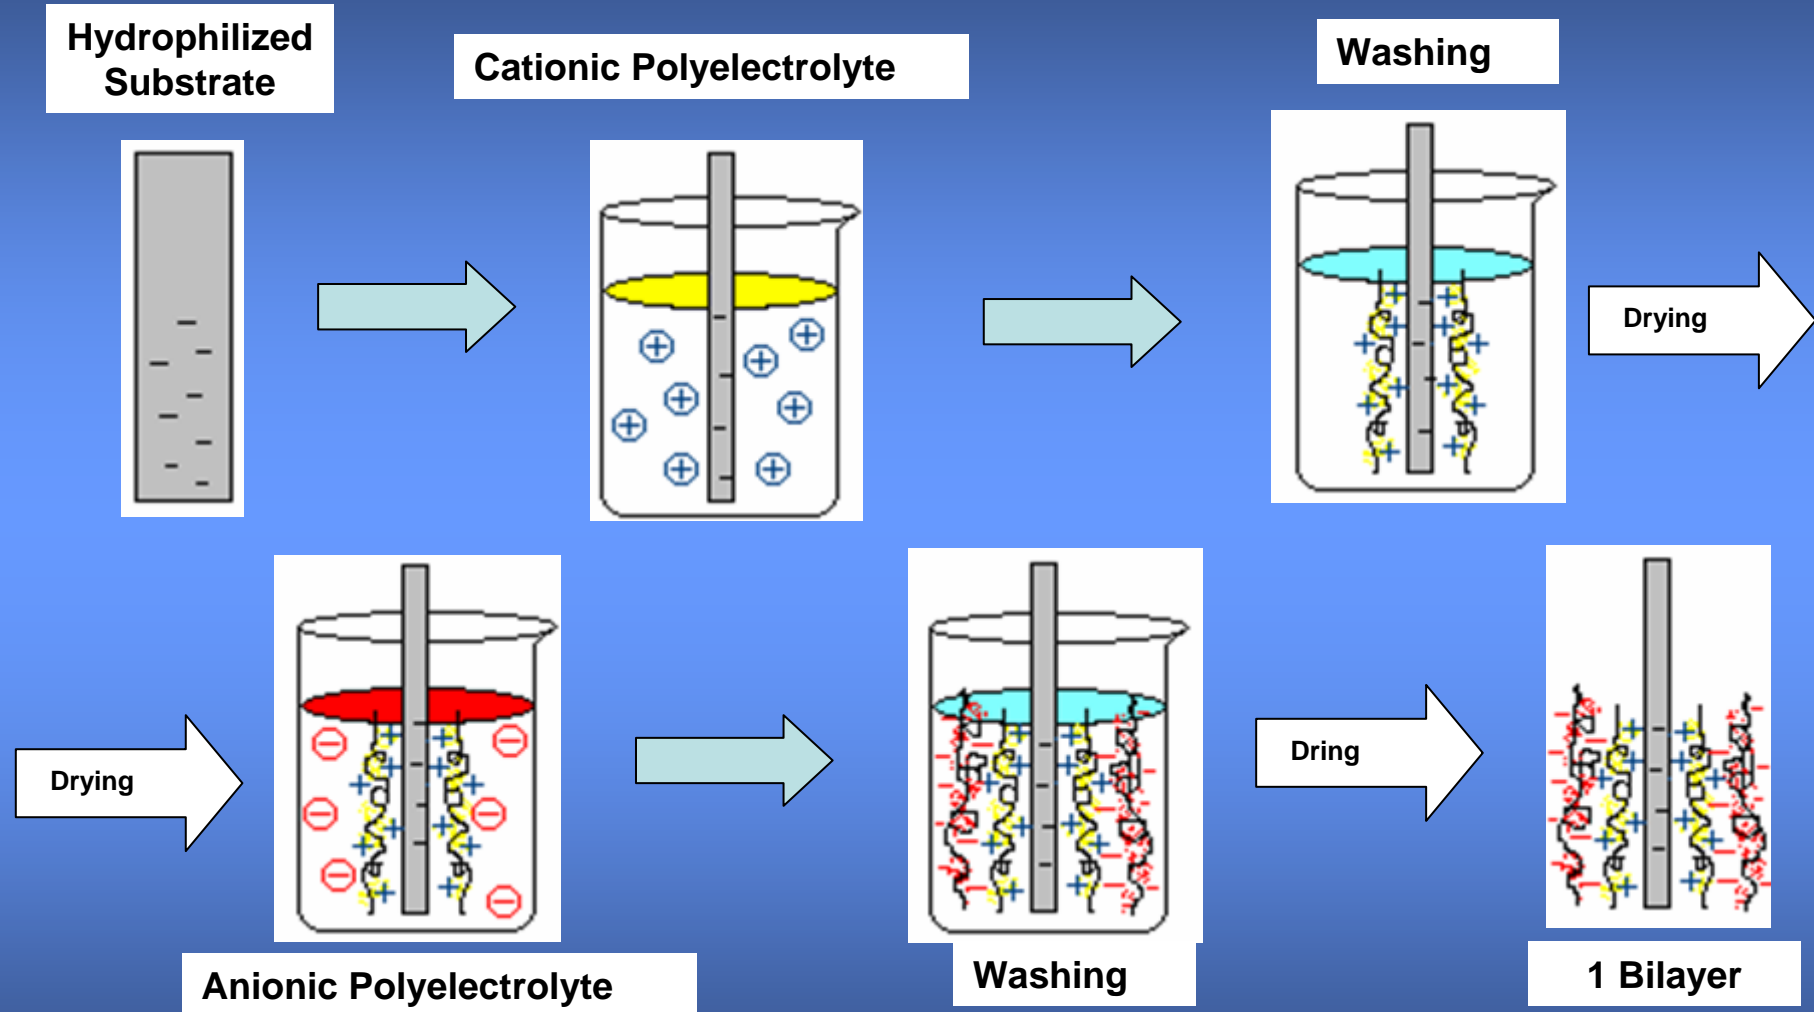 Hydrophilized
Substrate
Cationic Polyelectrolyte
Washing
Drying
Drying
Anionic Polyelectrolyte
Washing
Dring
1 Bilayer